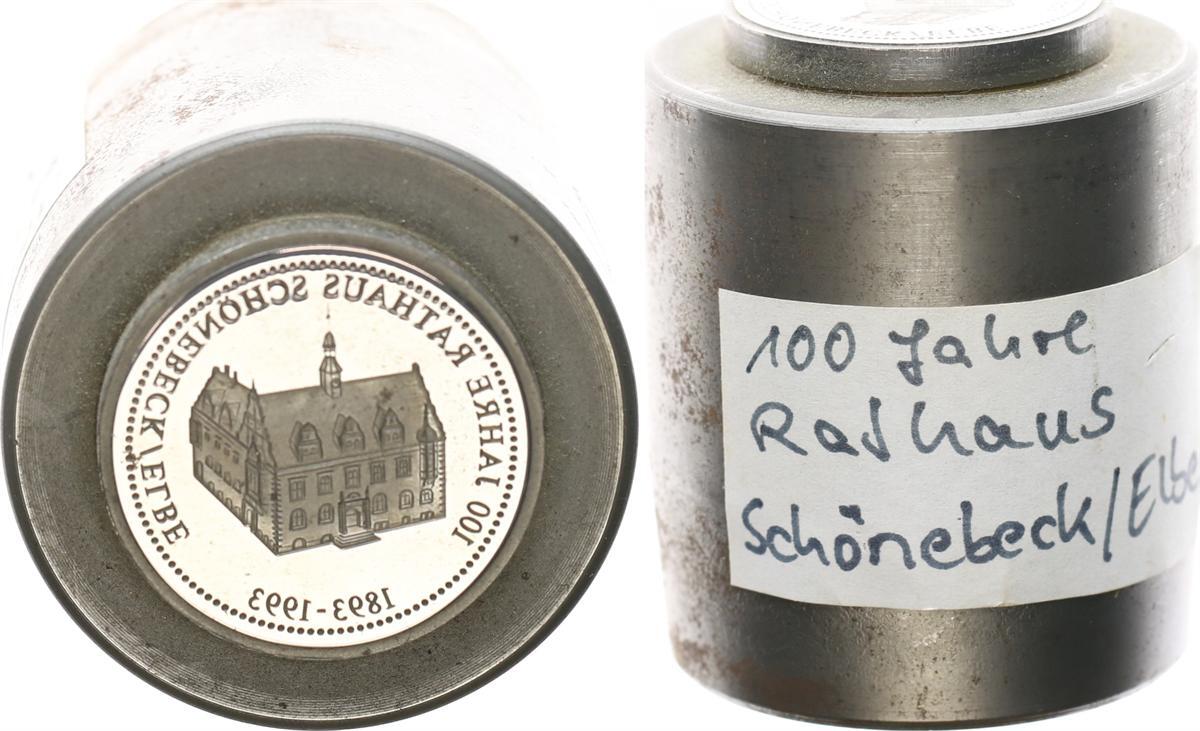 100 JAHRE RATHAUS SCHÖNEBECK/ELBE
1893-1993
100 Jahre
Rathaus
Schönebeck/Elbe